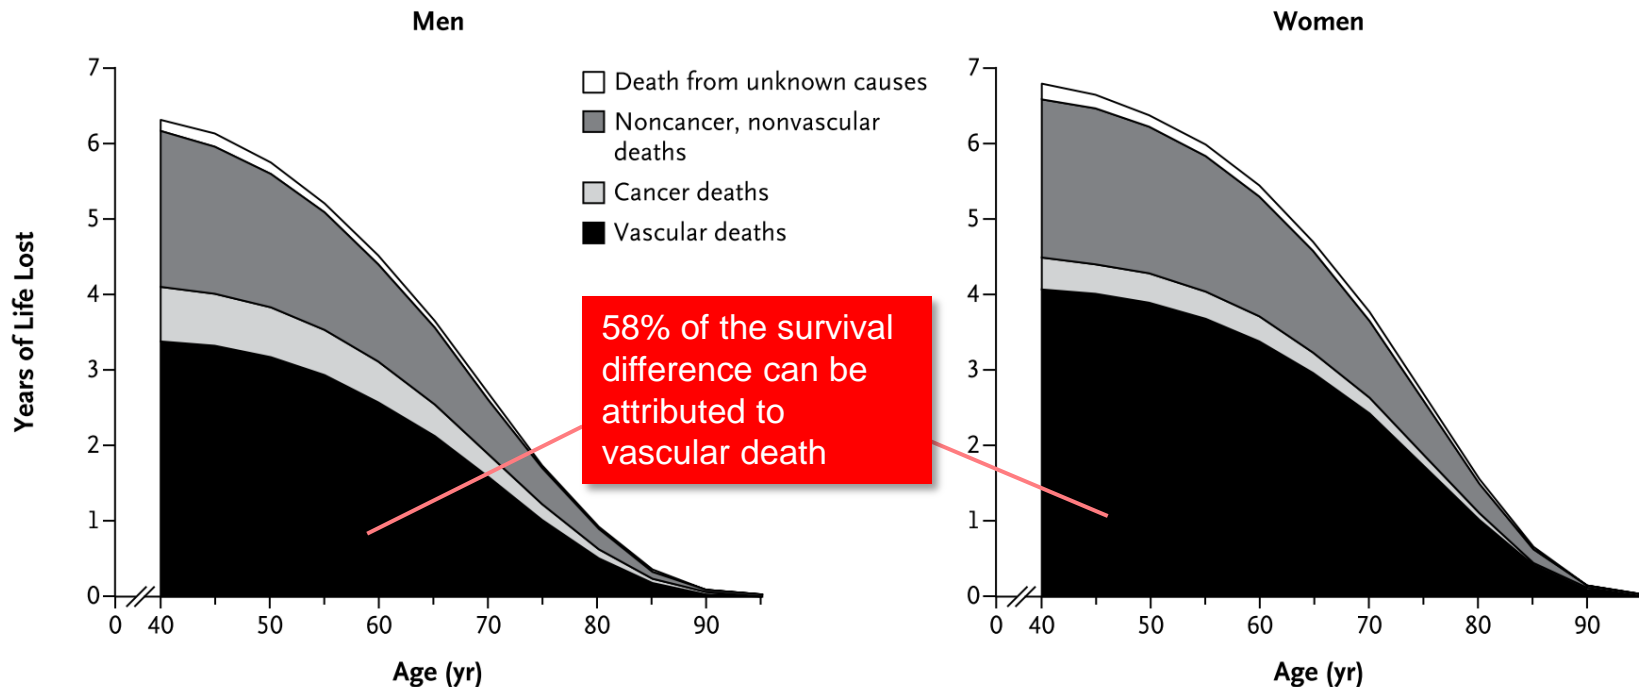 Men
Women
Years of Life Lost
7
6
5
4
3
2
1
0
0 40 50 60 70 80 90
Age (yr)
Death from unknown causes
Noncancer, nonvascular
deaths
Cancer deaths
Vascular deaths
58% of the survival
difference can be
attributed to
vascular death
7
6
5
4
3
2
1
0
0 40 50 60 70 80 90
Age (yr)